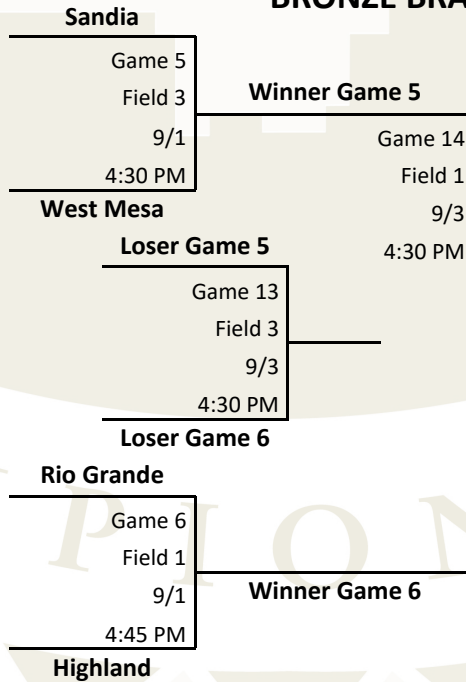 BRONZE BRA
Sandia
Game 5
Field 3
9/1
4:30 PM
West Mesa
Winner Game 5
Game 14
Field 1
9/3
4:30 PM
Loser Game 5
Game 13
Field 3
9/3
4:30 PM
Loser Game 6
Rio Grande
Game 6
Field 1
9/1
4:45 PM
Highland
Winner Game 6
P I O N